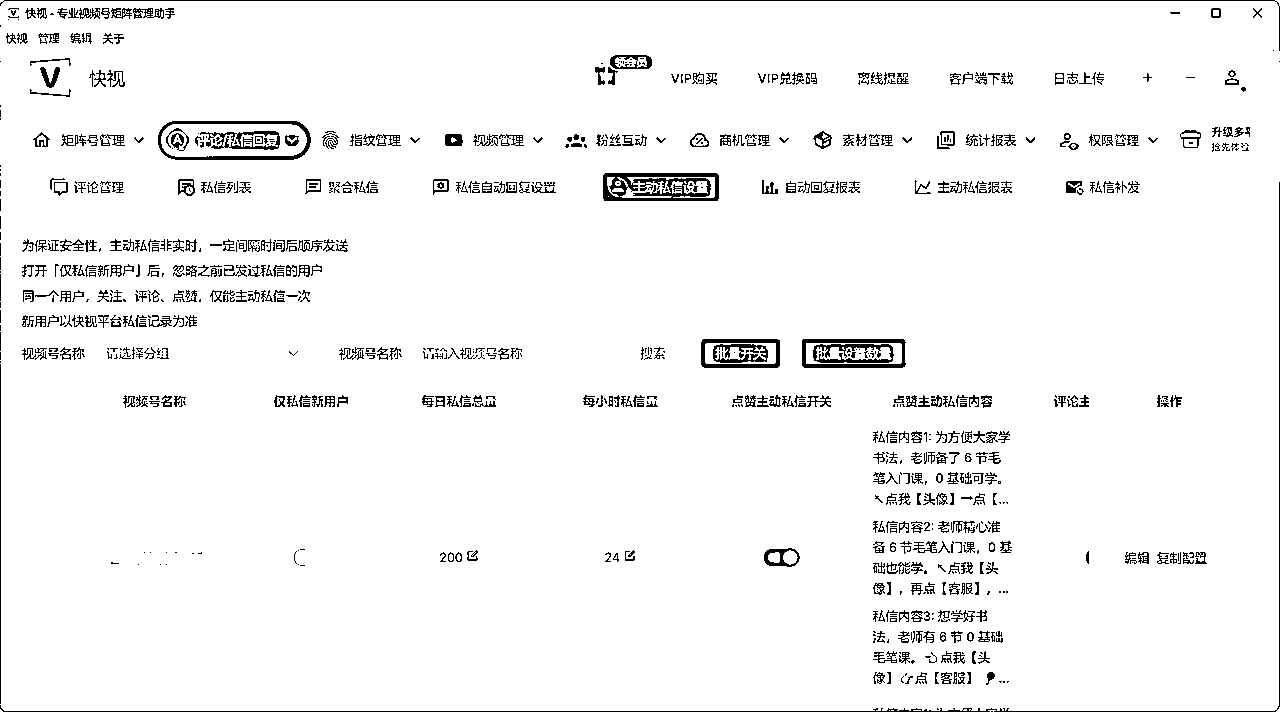 快视 - 专业视频号矩阵管理助手
快视 管理 编辑 关于
V 快视 领会员 VIP购买 VIP兑换码 离线提醒 客户端下载 日志上传
矩阵号管理 评论/私信回复 指纹管理 视频管理 粉丝互动 商机管理 素材管理 统计报表 权限管理 升级多号
抢先体验
评论管理 私信列表 聚合私信 私信自动回复设置 主动私信设置 自动回复报表 主动私信报表 私信补发
为保证安全性，主动私信非实时，一定间隔时间后顺序发送
打开「仅私信新用户」后，忽略之前已发过私信的用户
同一个用户，关注、评论、点赞，仅能主动私信一次
新用户以快视平台私信记录为准
视频号名称 请选择分组 视频号名称 请输入视频号名称 搜索 批量开关 批量设置数量
视频号名称 仅私信新用户 每日私信总量 每小时私信量 点赞主动私信开关 点赞主动私信内容 评论主 操作
私信内容1: 为方便大家学
书法，老师备了 6 节毛
笔入门课，0 基础可学。
↖点我【头像】→点【...
私信内容2: 老师精心准
备 6 节毛笔入门课，0 基
础也能学。↖点我【头
像】，再点【客服】，...
200 24 编辑 复制配置
私信内容3: 想学好书
法，老师有 6 节 0 基础
毛笔课。👈点我【头
像】👉点【客服】🎈...